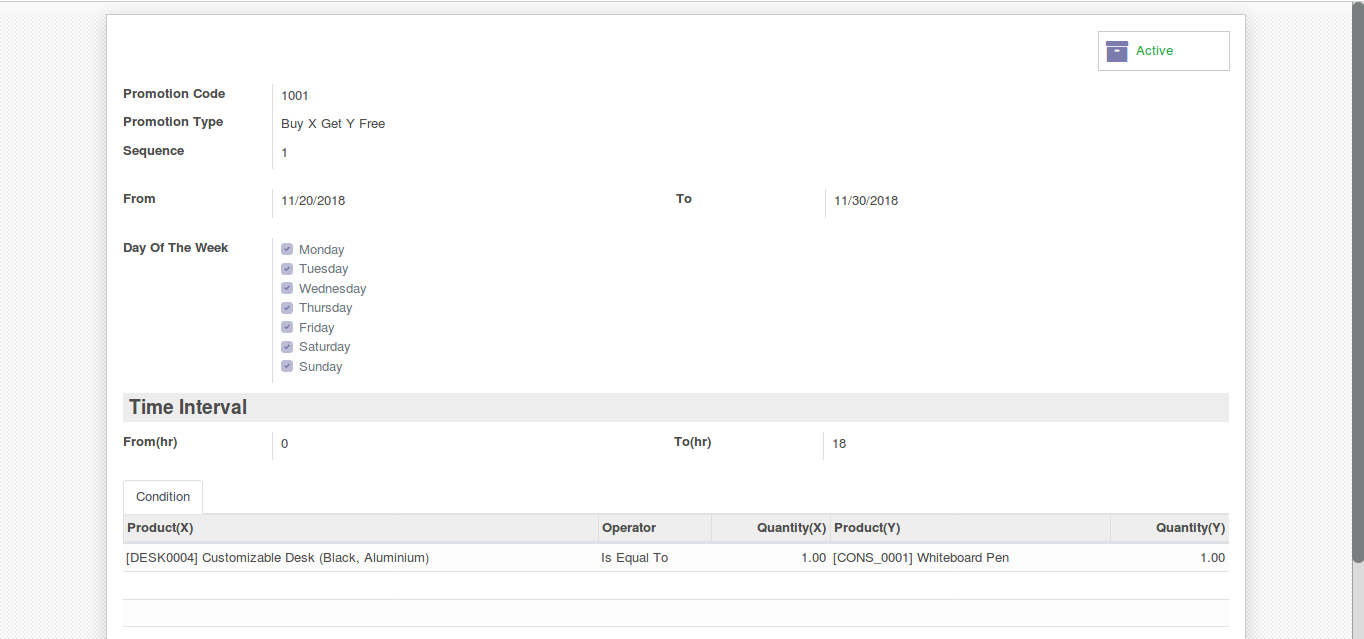 Active
Promotion Code 1001
Promotion Type Buy X Get Y Free
Sequence 1
From 11/20/2018 To 11/30/2018
Day Of The Week Monday
Tuesday
Wednesday
Thursday
Friday
Saturday
Sunday
Time Interval
From(hr) 0 To(hr) 18
Condition
Product(X) Operator Quantity(X) Product(Y) Quantity(Y)
[DESK0004] Customizable Desk (Black, Aluminium) Is Equal To 1.00 [CONS_0001] Whiteboard Pen 1.00